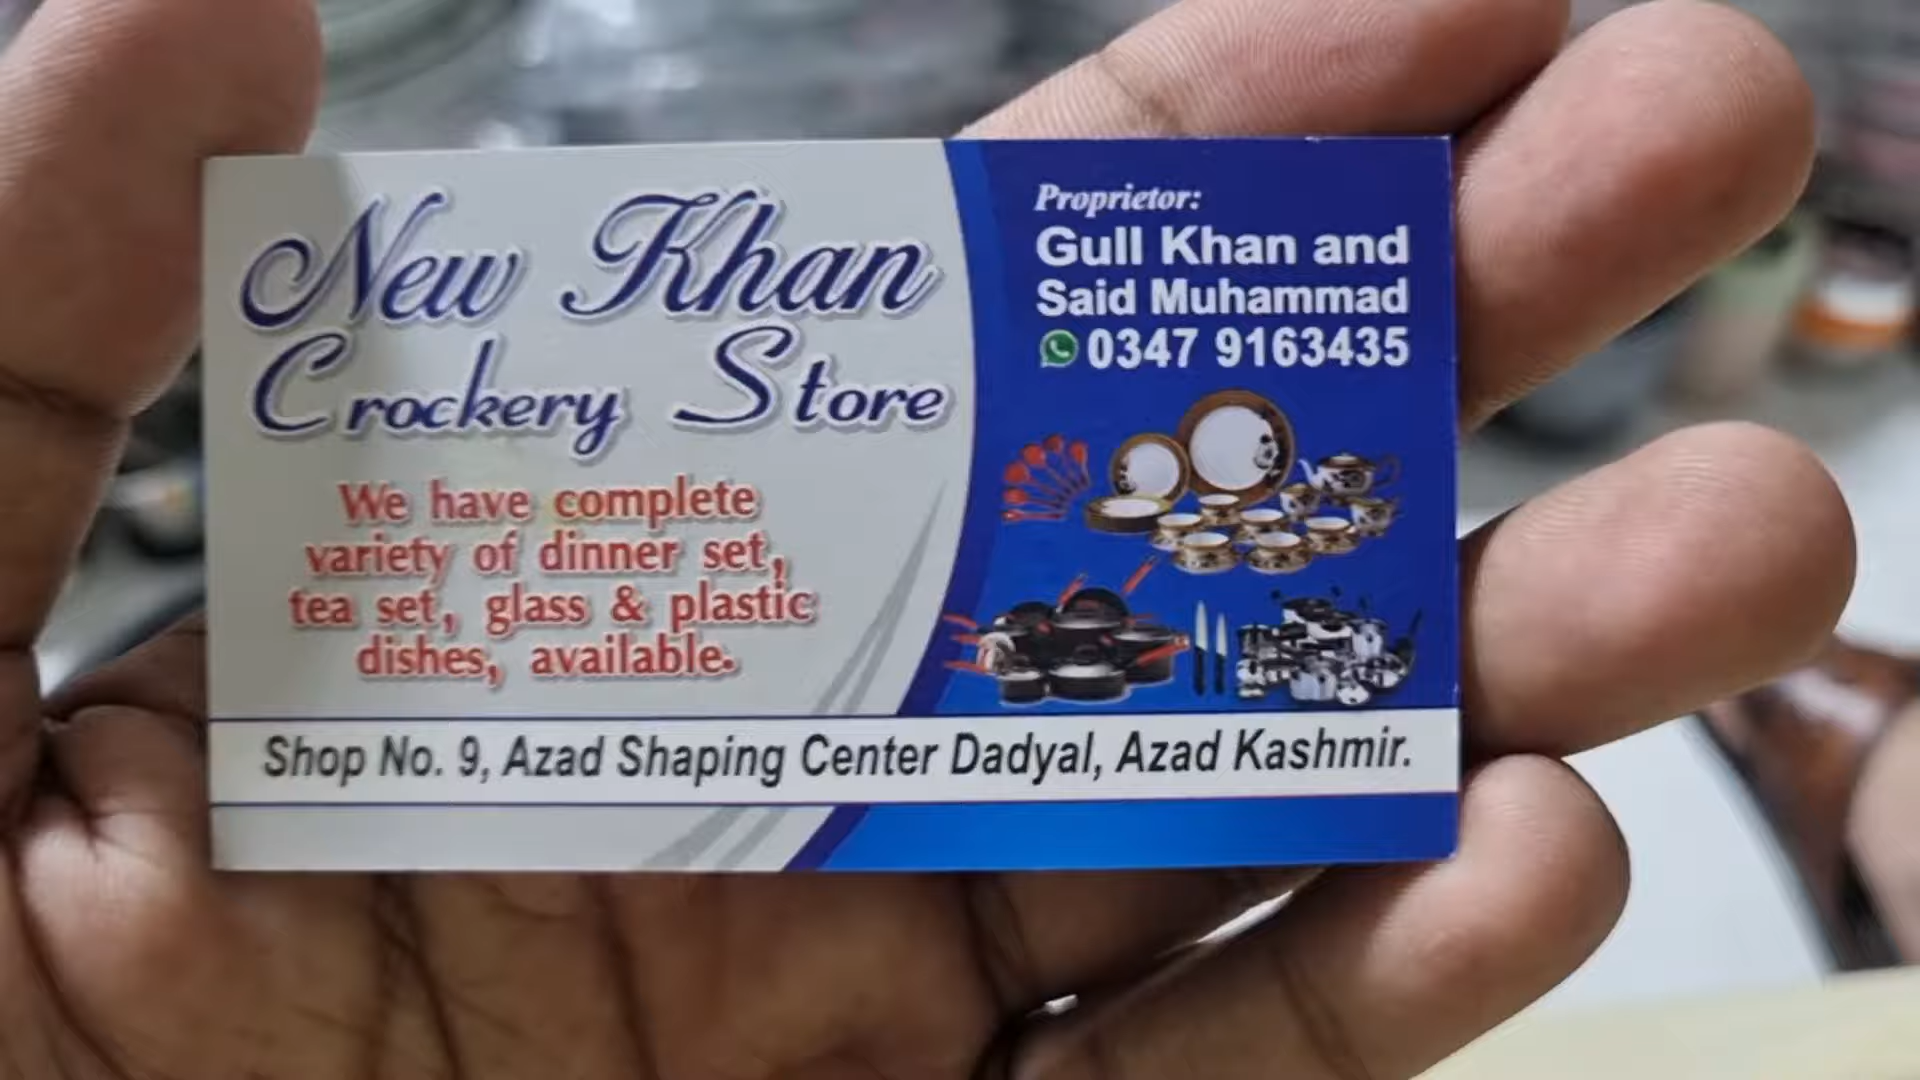 New Khan
Crockery Store
We have complete
variety of dinner set,
tea set, glass & plastic
dishes, available.
Proprietor:
Gull Khan and
Said Muhammad
0347 9163435
Shop No. 9, Azad Shaping Center Dadyal, Azad Kashmir.